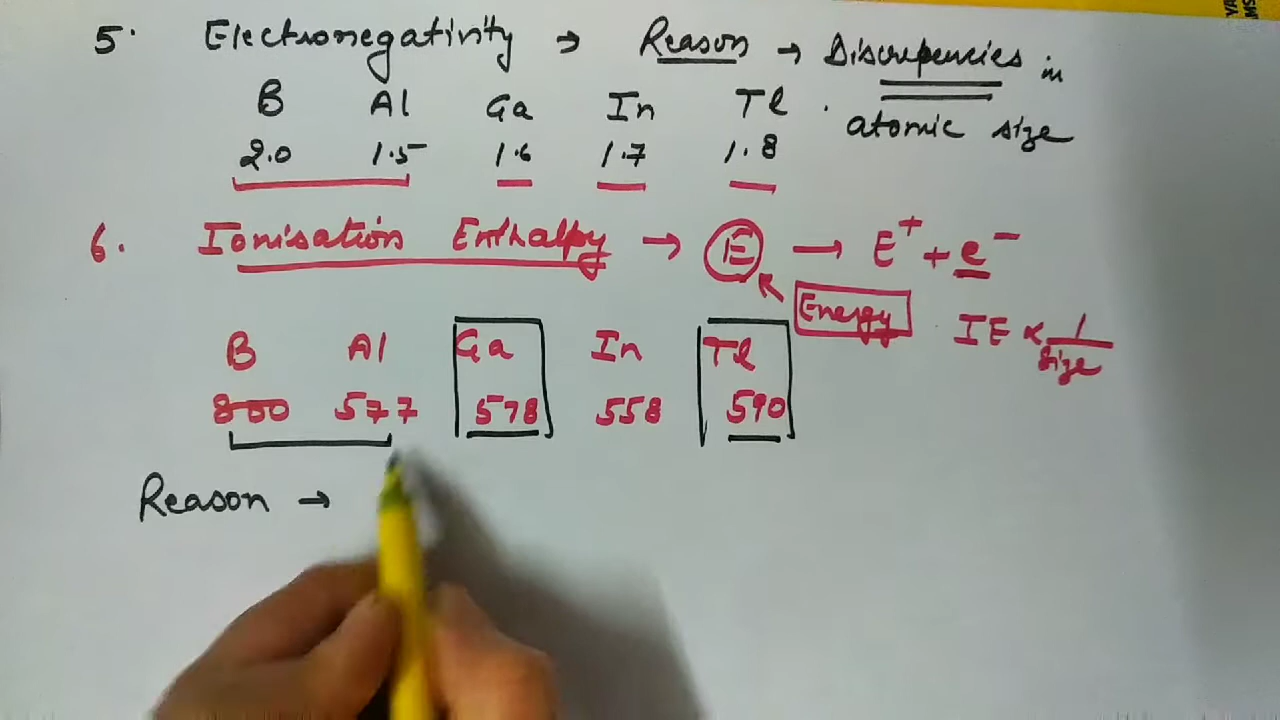 5. Electronegativity → Reason → Discrepencies in
atomic size
B Al Ga In Tl
2.0 1.5 1.6 1.7 1.8
6. Ionisation Enthalpy → E → E⁺ + e⁻
Energy IE ∝ 1/size
B Al Ga In Tl
800 577 578 558 590
Reason →